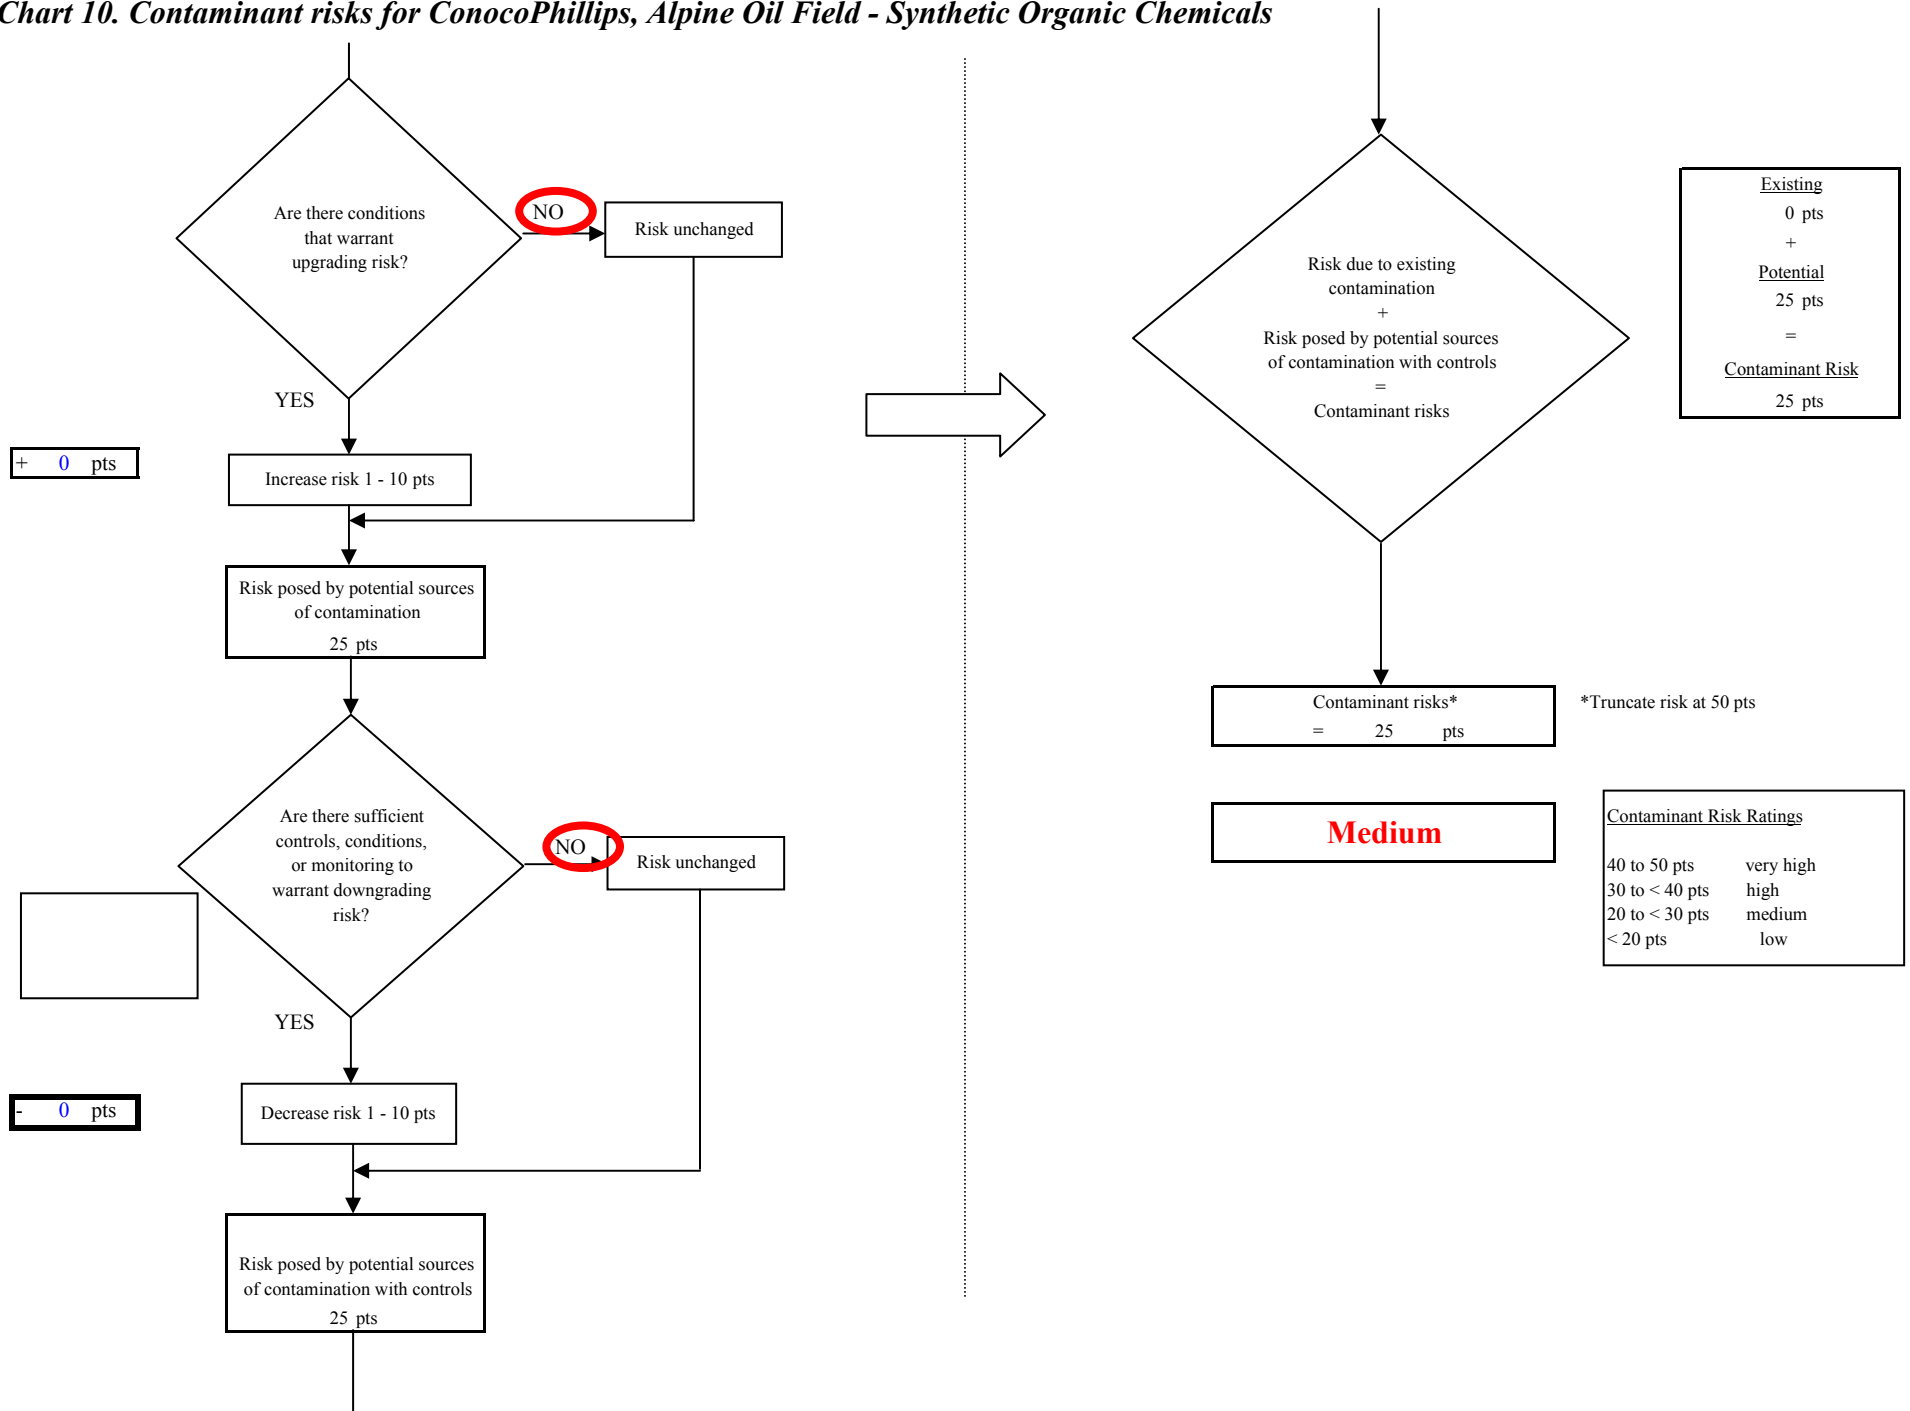 Chart 10. Contaminant risks for ConocoPhillips, Alpine Oil Field - Synthetic Organic Chemicals
Are there conditions
that warrant
upgrading risk?
NO
Risk unchanged
YES
+ 0 pts
Increase risk 1 - 10 pts
Risk posed by potential sources
of contamination
25 pts
Are there sufficient
controls, conditions,
or monitoring to
warrant downgrading
risk?
NO
Risk unchanged
YES
- 0 pts
Decrease risk 1 - 10 pts
Risk posed by potential sources
of contamination with controls
25 pts
Risk due to existing
contamination
+
Risk posed by potential sources
of contamination with controls
=
Contaminant risks
Existing
0 pts
+
Potential
25 pts
=
Contaminant Risk
25 pts
Contaminant risks*
= 25 pts
*Truncate risk at 50 pts
Medium
Contaminant Risk Ratings
40 to 50 pts very high
30 to < 40 pts high
20 to < 30 pts medium
< 20 pts low